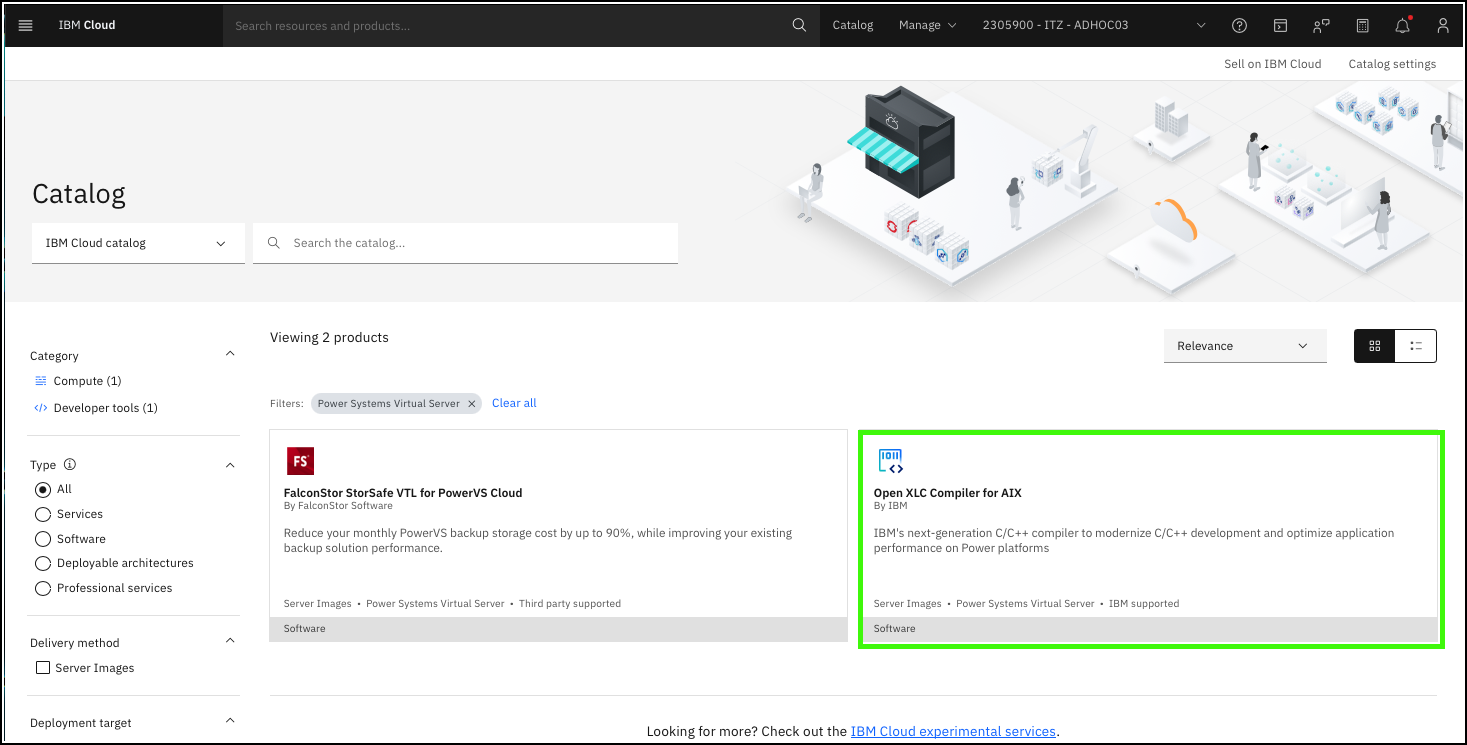 IBM Cloud
Search resources and products...
Catalog
Manage
2305900 - ITZ - ADHOC03
Sell on IBM Cloud
Catalog settings
Catalog
IBM Cloud catalog
Search the catalog...
Category
Compute (1)
Developer tools (1)
Type
All
Services
Software
Deployable architectures
Professional services
Delivery method
Server Images
Deployment target
Viewing 2 products
Relevance
Filters:
Power Systems Virtual Server
Clear all
FS
FalconStor StorSafe VTL for PowerVS Cloud
By FalconStor Software
Reduce your monthly PowerVS backup storage cost by up to 90%, while improving your existing
backup solution performance.
Server Images • Power Systems Virtual Server • Third party supported
Software
Open XLC Compiler for AIX
By IBM
IBM's next-generation C/C++ compiler to modernize C/C++ development and optimize application
performance on Power platforms
Server Images • Power Systems Virtual Server • IBM supported
Software
Looking for more? Check out the IBM Cloud experimental services.